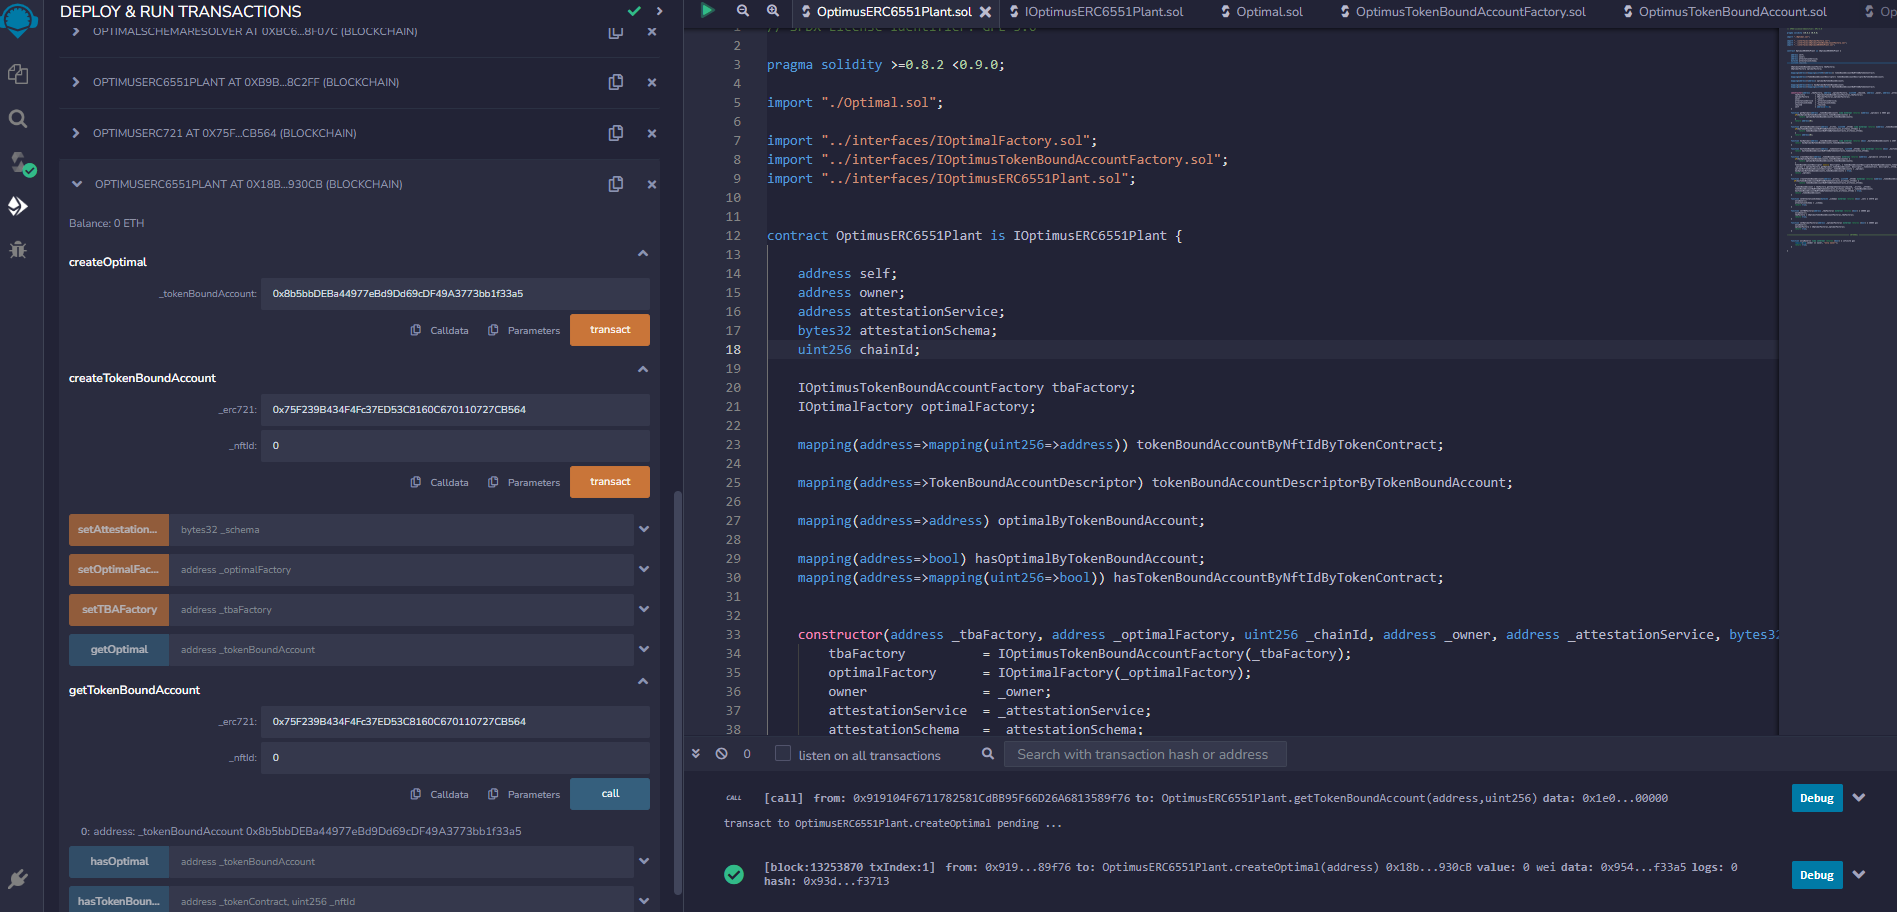 DEPLOY & RUN TRANSACTIONS
OPTIMALSCHEMARESOLVER AT 0XBC6...8F07C (BLOCKCHAIN)
OPTIMUSERC6551PLANT AT 0XB9B...8C2FF (BLOCKCHAIN)
OPTIMUSERC721 AT 0X75F...CB564 (BLOCKCHAIN)
OPTIMUSERC6551PLANT AT 0X18B...930CB (BLOCKCHAIN)
Balance: 0 ETH
createOptimal
_tokenBoundAccount: 0x8b5bbDEBa44977eBd9Dd69cDF49A3773bb1f33a5
Calldata Parameters transact
createTokenBoundAccount
_erc721: 0x75F239B434F4Fc37ED53C8160C670110727CB564
_nftId: 0
Calldata Parameters transact
setAttestation... bytes32 _schema
setOptimalFac... address _optimalFactory
setTBAFactory address _tbaFactory
getOptimal address _tokenBoundAccount
getTokenBoundAccount
_erc721: 0x75F239B434F4Fc37ED53C8160C670110727CB564
_nftId: 0
Calldata Parameters call
0: address: _tokenBoundAccount 0x8b5bbDEBa44977eBd9Dd69cDF49A3773bb1f33a5
hasOptimal address _tokenBoundAccount
hasTokenBoun... address _tokenContract, uint256 _nftId
OptimusERC6551Plant.sol IOptimusERC6551Plant.sol Optimal.sol OptimusTokenBoundAccountFactory.sol OptimusTokenBoundAccount.sol Op
1 // SPDX-License-Identifier: GPL-3.0
2
3 pragma solidity >=0.8.2 <0.9.0;
4
5 import "./Optimal.sol";
6
7 import "../interfaces/IOptimalFactory.sol";
8 import "../interfaces/IOptimusTokenBoundAccountFactory.sol";
9 import "../interfaces/IOptimusERC6551Plant.sol";
10
11
12 contract OptimusERC6551Plant is IOptimusERC6551Plant {
13
14 address self;
15 address owner;
16 address attestationService;
17 bytes32 attestationSchema;
18 uint256 chainId;
19
20 IOptimusTokenBoundAccountFactory tbaFactory;
21 IOptimalFactory optimalFactory;
22
23 mapping(address=>mapping(uint256=>address)) tokenBoundAccountByNftIdByTokenContract;
24
25 mapping(address=>TokenBoundAccountDescriptor) tokenBoundAccountDescriptorByTokenBoundAccount;
26
27 mapping(address=>address) optimalByTokenBoundAccount;
28
29 mapping(address=>bool) hasOptimalByTokenBoundAccount;
30 mapping(address=>mapping(uint256=>bool)) hasTokenBoundAccountByNftIdByTokenContract;
31
32
33 constructor(address _tbaFactory, address _optimalFactory, uint256 _chainId, address _owner, address _attestationService, bytes32
34 tbaFactory = IOptimusTokenBoundAccountFactory(_tbaFactory);
35 optimalFactory = IOptimalFactory(_optimalFactory);
36 owner = _owner;
37 attestationService = _attestationService;
38 attestationSchema = _attestationSchema;
0 listen on all transactions Search with transaction hash or address
CALL [call] from: 0x919104F6711782581CdBB95F66D26A6813589f76 to: OptimusERC6551Plant.getTokenBoundAccount(address,uint256) data: 0x1e0...00000 Debug
transact to OptimusERC6551Plant.createOptimal pending ...
[block:13253870 txIndex:1] from: 0x919...89f76 to: OptimusERC6551Plant.createOptimal(address) 0x18b...930cB value: 0 wei data: 0x954...f33a5 logs: 0
hash: 0x93d...f3713
Debug